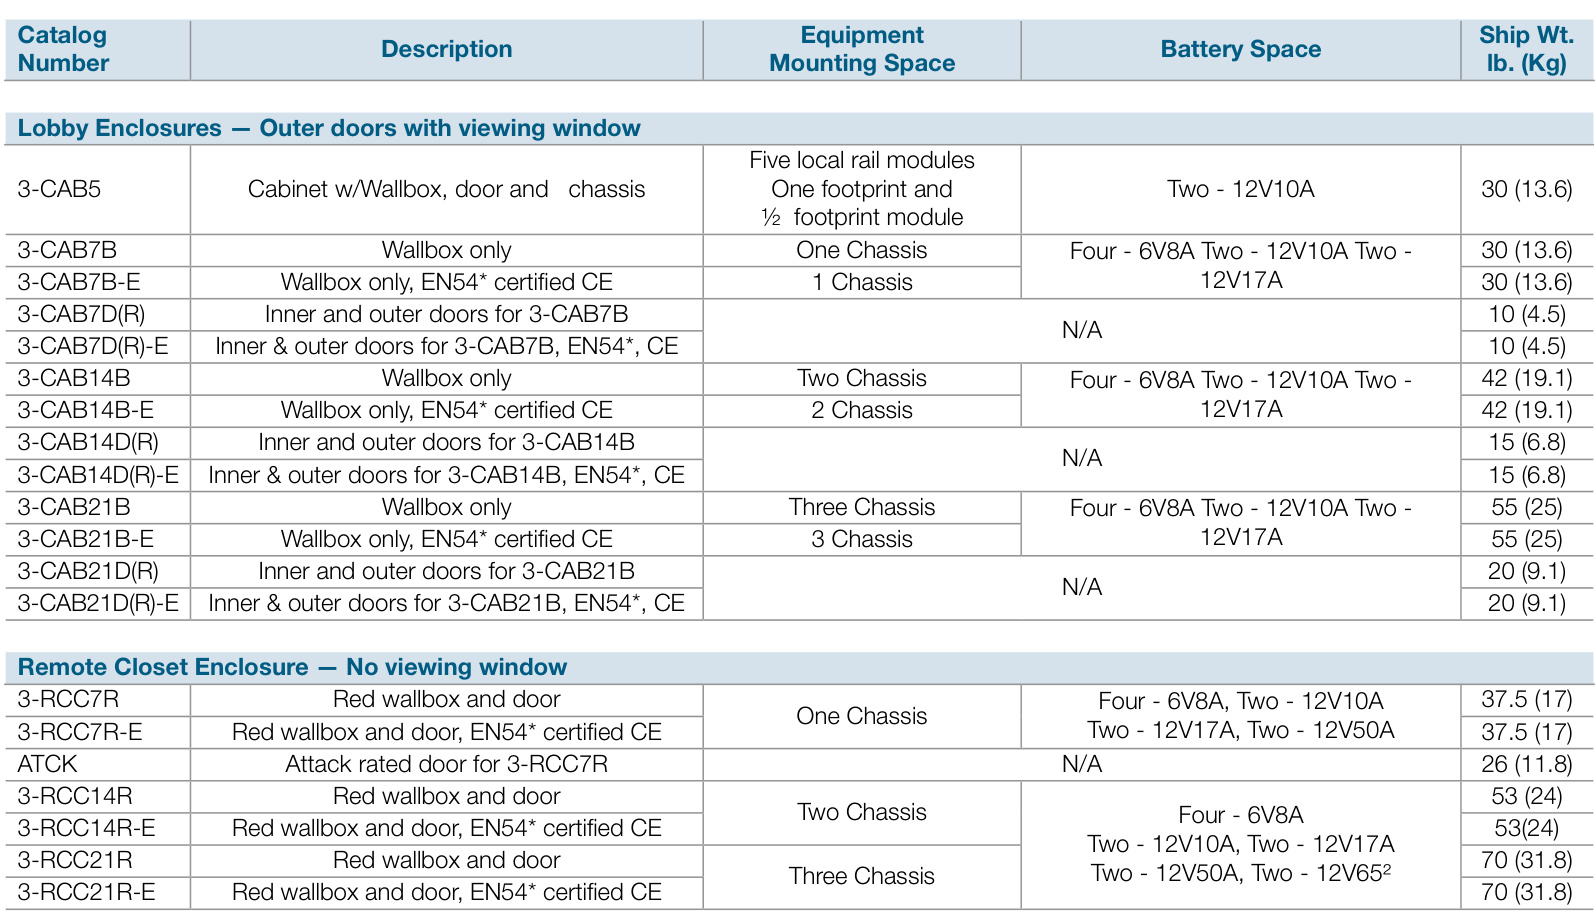 Catalog Number | Description | Equipment Mounting Space | Battery Space | Ship Wt. lb. (Kg)
Lobby Enclosures — Outer doors with viewing window
3-CAB5 | Cabinet w/Wallbox, door and chassis | Five local rail modules One footprint and ½ footprint module | Two - 12V10A | 30 (13.6)
3-CAB7B | Wallbox only | One Chassis | Four - 6V8A Two - 12V10A Two - 12V17A | 30 (13.6)
3-CAB7B-E | Wallbox only, EN54* certified CE | 1 Chassis | 30 (13.6)
3-CAB7D(R) | Inner and outer doors for 3-CAB7B | N/A | 10 (4.5)
3-CAB7D(R)-E | Inner & outer doors for 3-CAB7B, EN54*, CE | 10 (4.5)
3-CAB14B | Wallbox only | Two Chassis | Four - 6V8A Two - 12V10A Two - 12V17A | 42 (19.1)
3-CAB14B-E | Wallbox only, EN54* certified CE | 2 Chassis | 42 (19.1)
3-CAB14D(R) | Inner and outer doors for 3-CAB14B | N/A | 15 (6.8)
3-CAB14D(R)-E | Inner & outer doors for 3-CAB14B, EN54*, CE | 15 (6.8)
3-CAB21B | Wallbox only | Three Chassis | Four - 6V8A Two - 12V10A Two - 12V17A | 55 (25)
3-CAB21B-E | Wallbox only, EN54* certified CE | 3 Chassis | 55 (25)
3-CAB21D(R) | Inner and outer doors for 3-CAB21B | N/A | 20 (9.1)
3-CAB21D(R)-E | Inner & outer doors for 3-CAB21B, EN54*, CE | 20 (9.1)
Remote Closet Enclosure — No viewing window
3-RCC7R | Red wallbox and door | One Chassis | Four - 6V8A, Two - 12V10A Two - 12V17A, Two - 12V50A | 37.5 (17)
3-RCC7R-E | Red wallbox and door, EN54* certified CE | 37.5 (17)
ATCK | Attack rated door for 3-RCC7R | N/A | 26 (11.8)
3-RCC14R | Red wallbox and door | Two Chassis | Four - 6V8A Two - 12V10A, Two - 12V17A Two - 12V50A, Two - 12V65² | 53 (24)
3-RCC14R-E | Red wallbox and door, EN54* certified CE | 53(24)
3-RCC21R | Red wallbox and door | Three Chassis | 70 (31.8)
3-RCC21R-E | Red wallbox and door, EN54* certified CE | 70 (31.8)